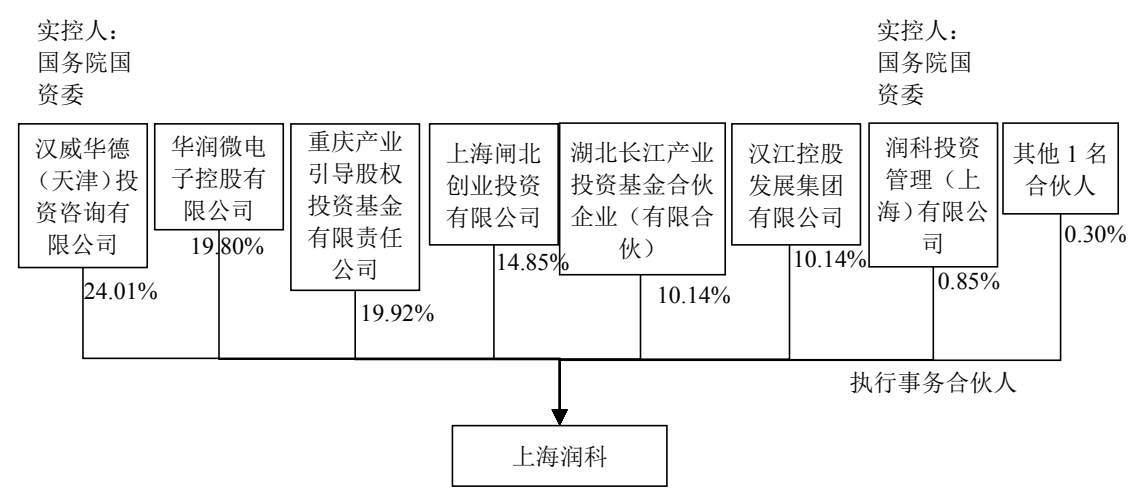 实控人：
国务院国
资委
实控人：
国务院国
资委
汉威华德
（天津）投
资咨询有
限公司
24.01%
华润微电
子控股有
限公司
19.80%
重庆产业
引导股权
投资基金
有限责任
公司
19.92%
上海闸北
创业投资
有限公司
14.85%
湖北长江产业
投资基金合伙
企业（有限合
伙）
10.14%
汉江控股
发展集团
有限公司
10.14%
润科投资
管理（上
海）有限公
司
0.85%
其他 1 名
合伙人
0.30%
执行事务合伙人
上海润科